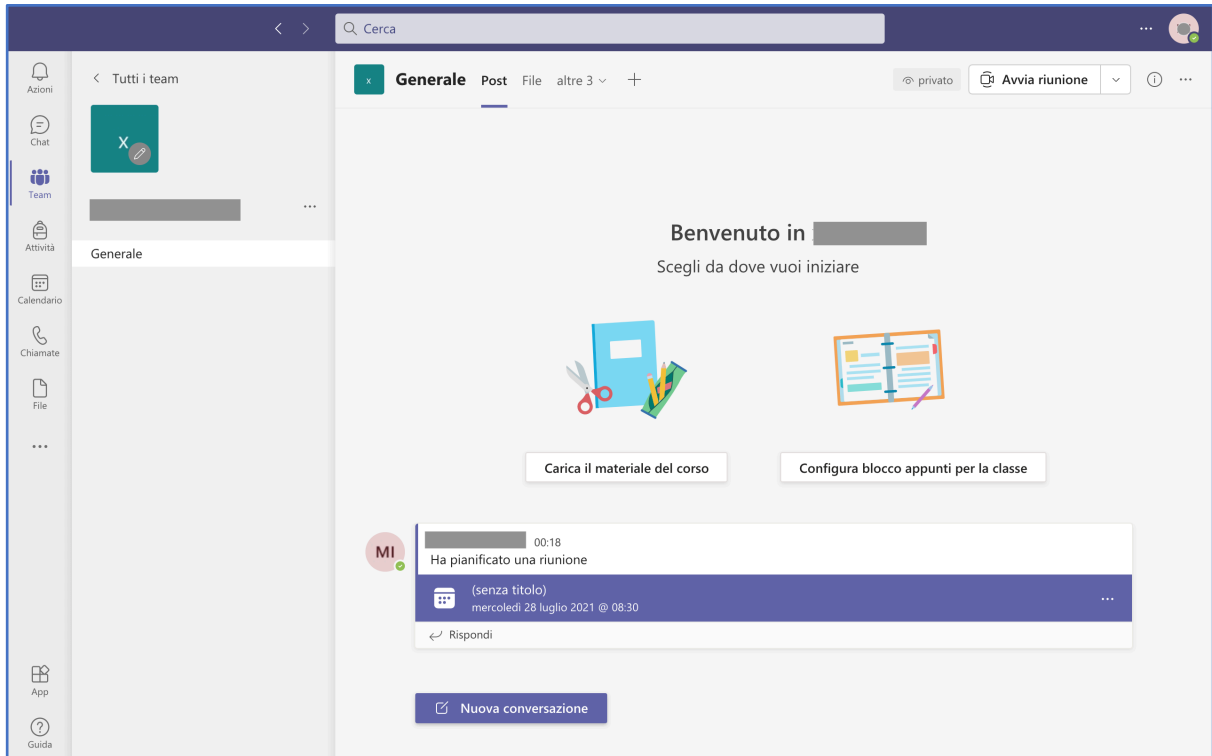 Cerca
Azioni
Chat
Team
Attività
Calendario
Chiamate
File
App
Guida
Tutti i team
x
Generale
x
Generale Post File altre 3
privato
Avvia riunione
Benvenuto in
Scegli da dove vuoi iniziare
Carica il materiale del corso
Configura blocco appunti per la classe
MI
00:18
Ha pianificato una riunione
(senza titolo)
mercoledì 28 luglio 2021 @ 08:30
Rispondi
Nuova conversazione